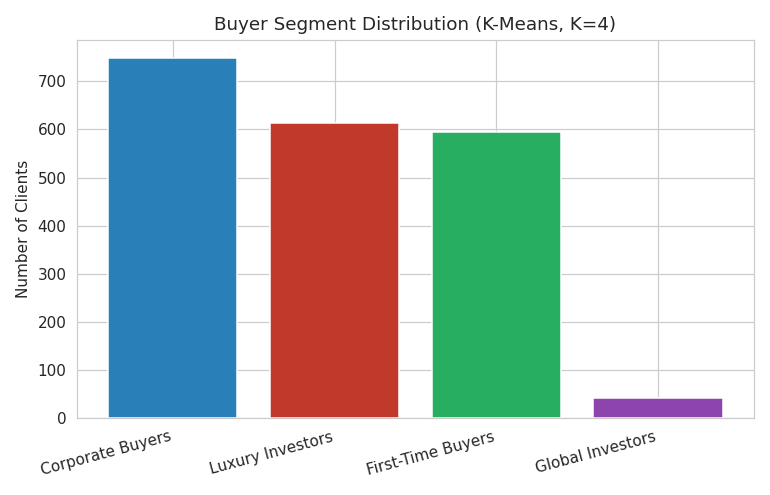 Buyer Segment Distribution (K-Means, K=4)
Number of Clients
700
600
500
400
300
200
100
0
Corporate Buyers
Luxury Investors
First-Time Buyers
Global Investors